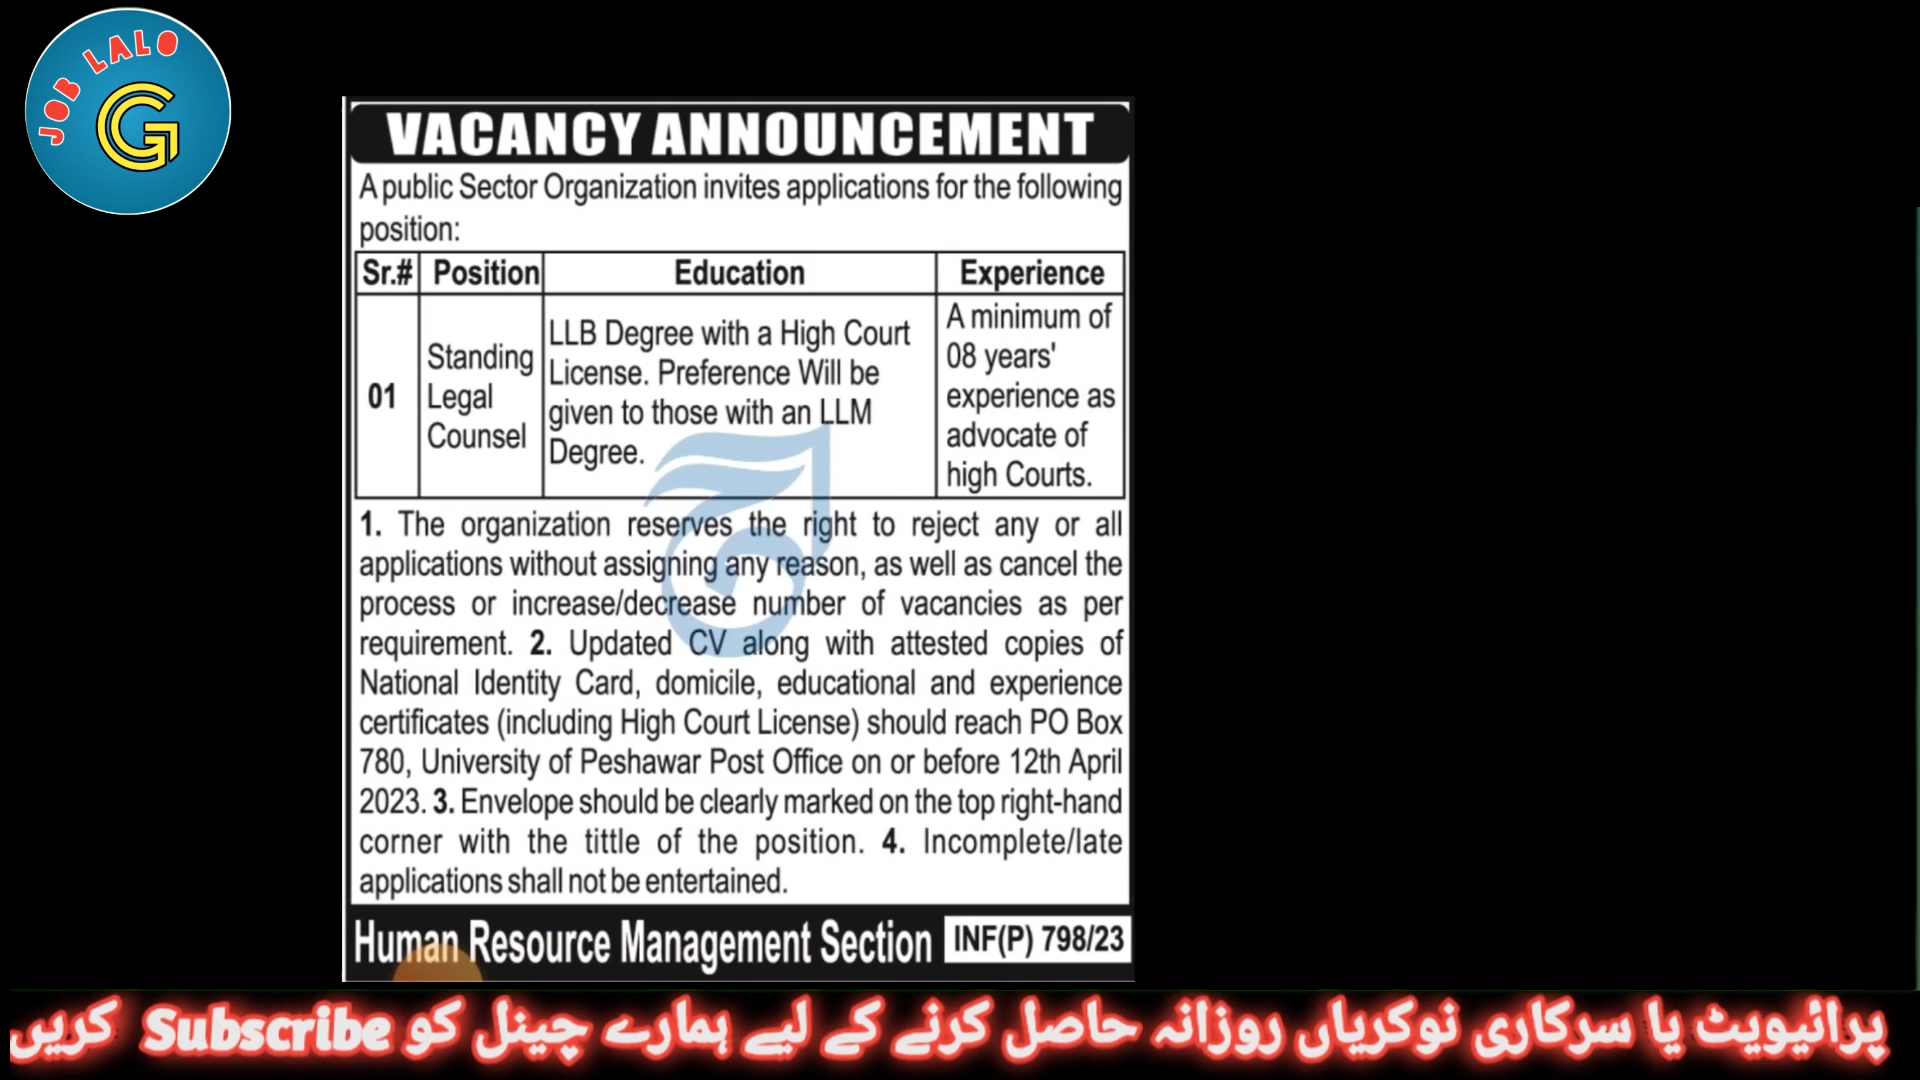 JOB LALO
G
VACANCY ANNOUNCEMENT
A public Sector Organization invites applications for the following
position:
Sr.# Position Education Experience
01
Standing
Legal
Counsel
LLB Degree with a High Court
License. Preference Will be
given to those with an LLM
Degree.
A minimum of
08 years'
experience as
advocate of
high Courts.
1. The organization reserves the right to reject any or all
applications without assigning any reason, as well as cancel the
process or increase/decrease number of vacancies as per
requirement. 2. Updated CV along with attested copies of
National Identity Card, domicile, educational and experience
certificates (including High Court License) should reach PO Box
780, University of Peshawar Post Office on or before 12th April
2023. 3. Envelope should be clearly marked on the top right-hand
corner with the tittle of the position. 4. Incomplete/late
applications shall not be entertained.
Human Resource Management Section INF(P) 798/23
پرائیویٹ یا سرکاری نوکریاں روزانہ حاصل کرنے کے لیے ہمارے چینل کو Subscribe کریں